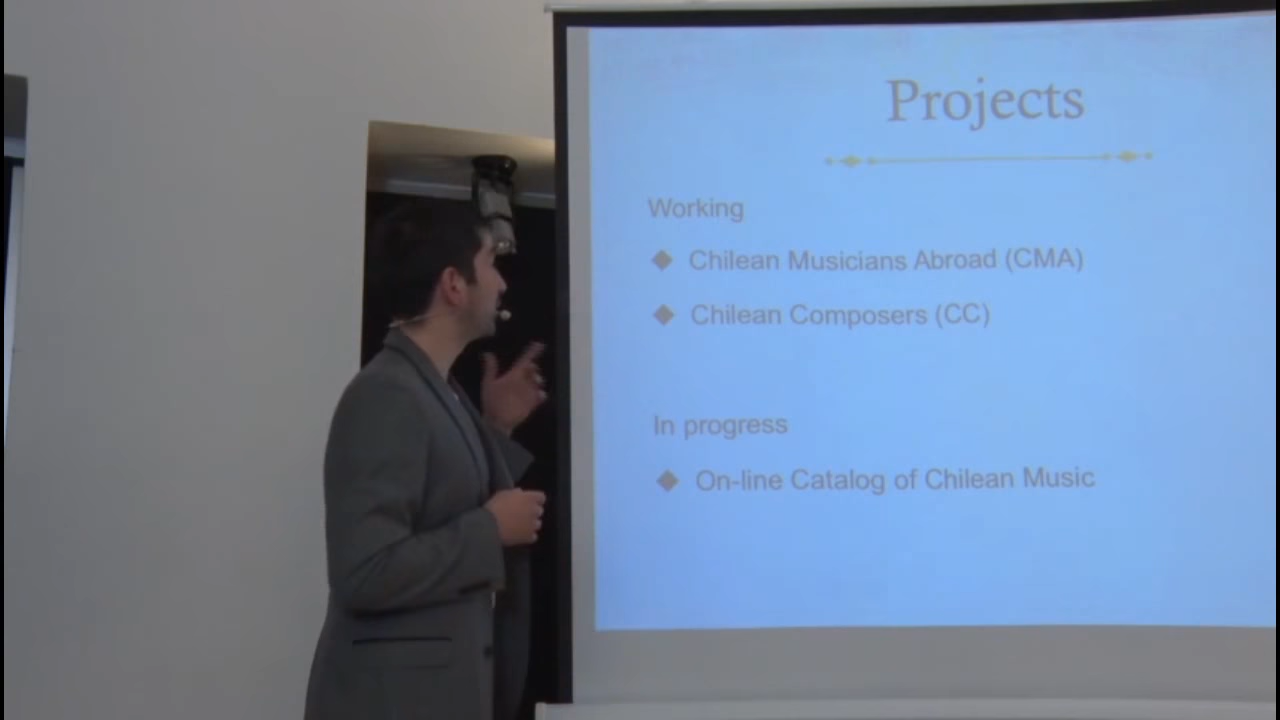 Projects
Working
Chilean Musicians Abroad (CMA)
Chilean Composers (CC)
In progress
On-line Catalog of Chilean Music